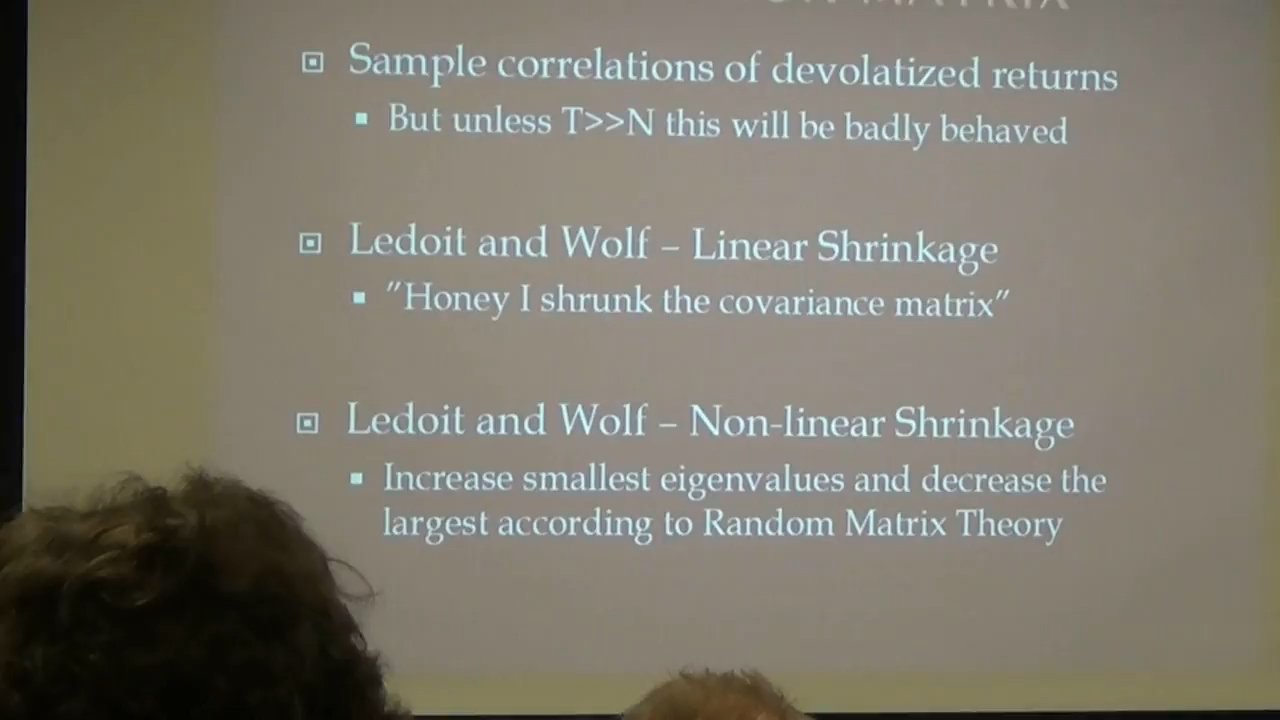 Sample correlations of devolatized returns
But unless T>>N this will be badly behaved
Ledoit and Wolf – Linear Shrinkage
"Honey I shrunk the covariance matrix"
Ledoit and Wolf – Non-linear Shrinkage
Increase smallest eigenvalues and decrease the
largest according to Random Matrix Theory